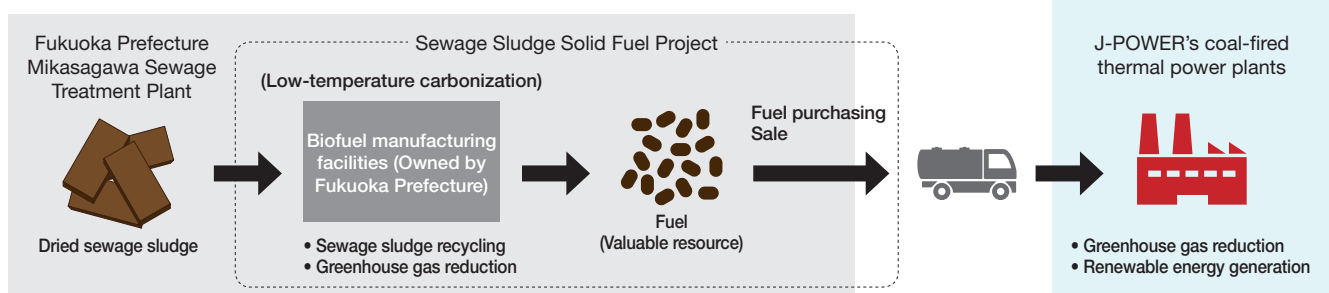 Fukuoka Prefecture
Mikasagawa Sewage
Treatment Plant
Dried sewage sludge
Sewage Sludge Solid Fuel Project
(Low-temperature carbonization)
Biofuel manufacturing
facilities (Owned by
Fukuoka Prefecture)
• Sewage sludge recycling
• Greenhouse gas reduction
Fuel
(Valuable resource)
Fuel purchasing
Sale
J-POWER's coal-fired
thermal power plants
• Greenhouse gas reduction
• Renewable energy generation